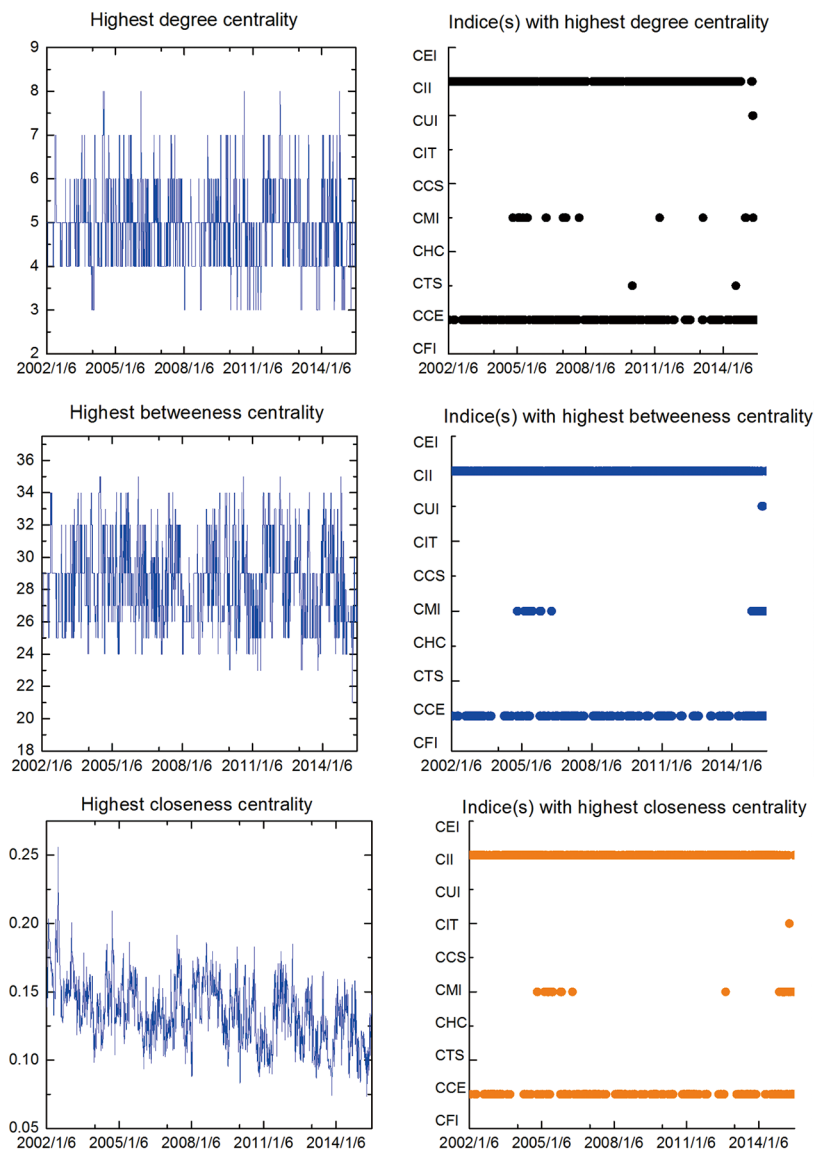 Highest degree centrality
9
8
7
6
5
4
3
2
2002/1/6 2005/1/6 2008/1/6 2011/1/6 2014/1/6
Indice(s) with highest degree centrality
CEI
CII
CUI
CIT
CCS
CMI
CHC
CTS
CCE
CFI
2002/1/6 2005/1/6 2008/1/6 2011/1/6 2014/1/6
Highest betweeness centrality
36
34
32
30
28
26
24
22
20
18
2002/1/6 2005/1/6 2008/1/6 2011/1/6 2014/1/6
Indice(s) with highest betweeness centrality
CEI
CII
CUI
CIT
CCS
CMI
CHC
CTS
CCE
CFI
2002/1/6 2005/1/6 2008/1/6 2011/1/6 2014/1/6
Highest closeness centrality
0.25
0.20
0.15
0.10
0.05
2002/1/6 2005/1/6 2008/1/6 2011/1/6 2014/1/6
Indice(s) with highest closeness centrality
CEI
CII
CUI
CIT
CCS
CMI
CHC
CTS
CCE
CFI
2002/1/6 2005/1/6 2008/1/6 2011/1/6 2014/1/6